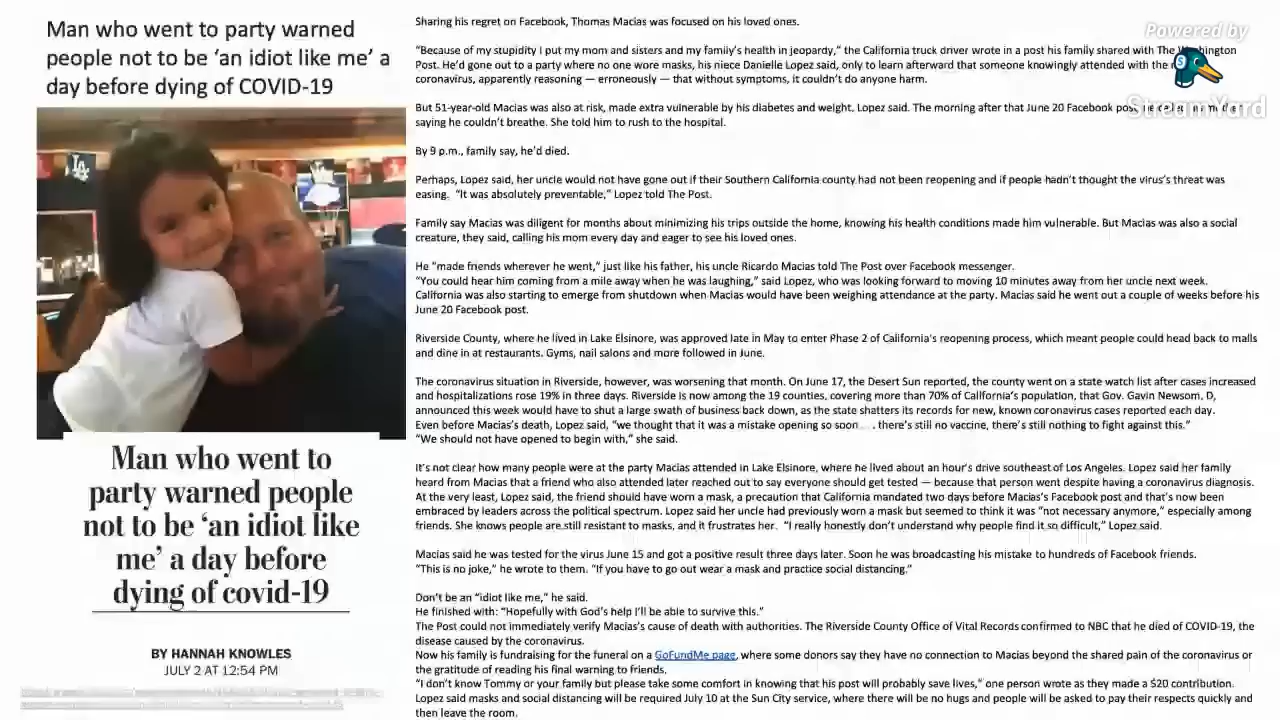 Man who went to party warned
people not to be ‘an idiot like me’ a
day before dying of COVID-19
LA
Man who went to
party warned people
not to be ‘an idiot like
me’ a day before
dying of covid-19
BY HANNAH KNOWLES
JULY 2 AT 12:54 PM
Sharing his regret on Facebook, Thomas Macias was focused on his loved ones.
“Because of my stupidity I put my mom and sisters and my family’s health in jeopardy,” the California truck driver wrote in a post his family shared with The Washington
Post. He’d gone out to a party where no one wore masks, his niece Danielle Lopez said, only to learn afterward that someone knowingly attended with the
coronavirus, apparently reasoning — erroneously — that without symptoms, it couldn’t do anyone harm.
But 51-year-old Macias was also at risk, made extra vulnerable by his diabetes and weight, Lopez said. The morning after that June 20 Facebook post,
saying he couldn’t breathe. She told him to rush to the hospital.
By 9 p.m., family say, he’d died.
Perhaps, Lopez said, her uncle would not have gone out if their Southern California county had not been reopening and if people hadn’t thought the virus’s threat was
easing. “It was absolutely preventable,” Lopez told The Post.
Family say Macias was diligent for months about minimizing his trips outside the home, knowing his health conditions made him vulnerable. But Macias was also a social
creature, they said, calling his mom every day and eager to see his loved ones.
He “made friends wherever he went,” just like his father, his uncle Ricardo Macias told The Post over Facebook messenger.
“You could hear him coming from a mile away when he was laughing,” said Lopez, who was looking forward to moving 10 minutes away from her uncle next week.
California was also starting to emerge from shutdown when Macias would have been weighing attendance at the party. Macias said he went out a couple of weeks before his
June 20 Facebook post.
Riverside County, where he lived in Lake Elsinore, was approved late in May to enter Phase 2 of California’s reopening process, which meant people could head back to malls
and dine in at restaurants. Gyms, nail salons and more followed in June.
The coronavirus situation in Riverside, however, was worsening that month. On June 17, the Desert Sun reported, the county went on a state watch list after cases increased
and hospitalizations rose 19% in three days. Riverside is now among the 19 counties, covering more than 70% of California’s population, that Gov. Gavin Newsom, D,
announced this week would have to shut a large swath of business back down, as the state shatters its records for new, known coronavirus cases reported each day.
Even before Macias’s death, Lopez said, “we thought that it was a mistake opening so soon . . . there’s still no vaccine, there’s still nothing to fight against this.”
“We should not have opened to begin with,” she said.
It’s not clear how many people were at the party Macias attended in Lake Elsinore, where he lived about an hour’s drive southeast of Los Angeles. Lopez said her family
heard from Macias that a friend who also attended later reached out to say everyone should get tested — because that person went despite having a coronavirus diagnosis.
At the very least, Lopez said, the friend should have worn a mask, a precaution that California mandated two days before Macias’s Facebook post and that’s now been
embraced by leaders across the political spectrum. Lopez said her uncle had previously worn a mask but seemed to think it was “not necessary anymore,” especially among
friends. She knows people are still resistant to masks, and it frustrates her. “I really honestly don’t understand why people find it so difficult,” Lopez said.
Macias said he was tested for the virus June 15 and got a positive result three days later. Soon he was broadcasting his mistake to hundreds of Facebook friends.
“This is no joke,” he wrote to them. “If you have to go out wear a mask and practice social distancing.”
Don’t be an “idiot like me,” he said.
He finished with: “Hopefully with God’s help I’ll be able to survive this.”
The Post could not immediately verify Macias’s cause of death with authorities. The Riverside County Office of Vital Records confirmed to NBC that he died of COVID-19, the
disease caused by the coronavirus.
Now his family is fundraising for the funeral on a GoFundMe page, where some donors say they have no connection to Macias beyond the shared pain of the coronavirus or
the gratitude of reading his final warning to friends.
“I don’t know Tommy or your family but please take some comfort in knowing that his post will probably save lives,” one person wrote as they made a $20 contribution.
Lopez said masks and social distancing will be required July 10 at the Sun City service, where there will be no hugs and people will be asked to pay their respects quickly and
then leave the room.
Powered by
StreamYard